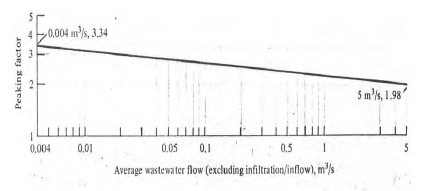 5
4
0.004 m³/s, 3.34
3
Peaking factor
2
5 m³/s, 1.98
1
0.004 0.01 0.05 0,1 0,5 1 5
Average wastewater flow (excluding infiltration/inflow), m³/s